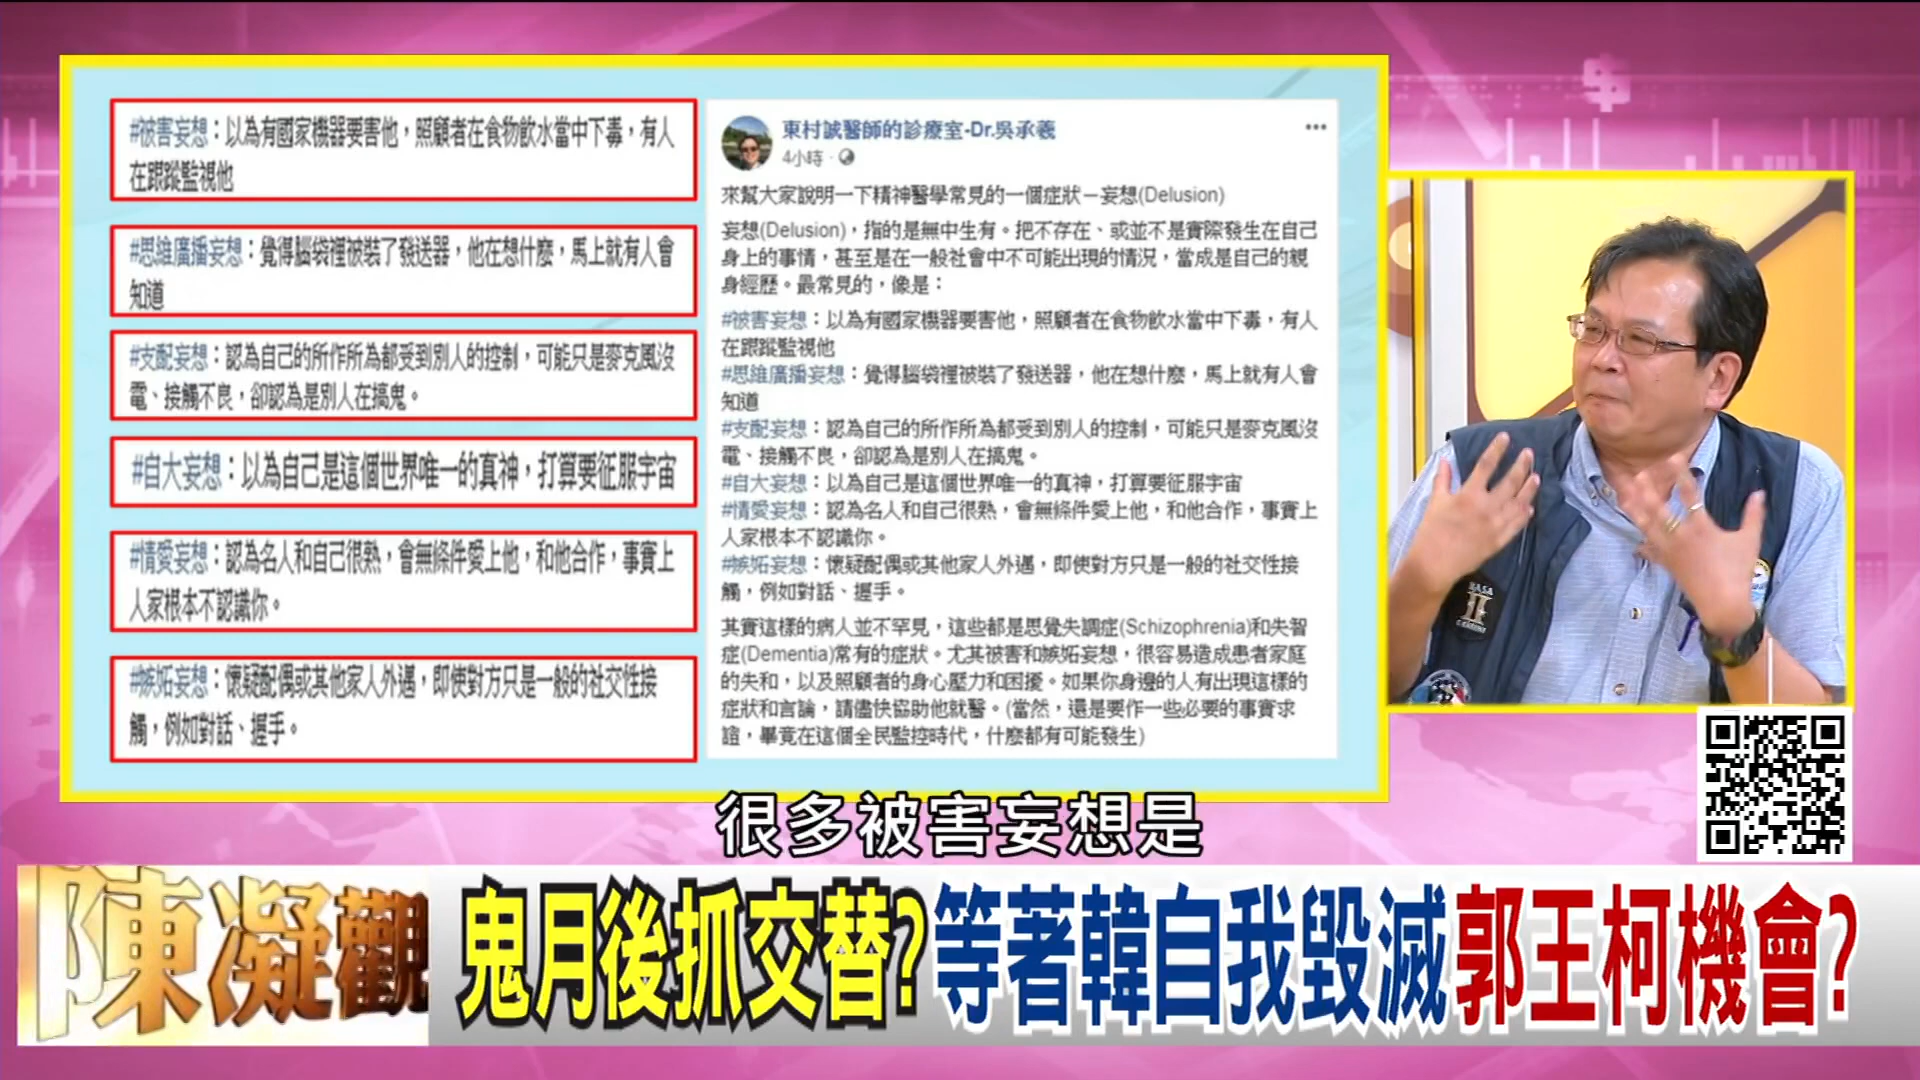 #被害妄想：以為有國家機器要害他，照顧者在食物飲水當中下毒，有人
在跟蹤監視他
#思維廣播妄想：覺得腦袋裡被裝了發送器，他在想什麼，馬上就有人會
知道
#支配妄想：認為自己的所作所為都受到別人的控制，可能只是麥克風沒
電、接觸不良，卻認為是別人在搞鬼。
#自大妄想：以為自己是這個世界唯一的真神，打算要征服宇宙
#情愛妄想：認為名人和自己很熟，會無條件愛上他，和他合作，事實上
人家根本不認識你。
#嫉妒妄想：懷疑配偶或其他家人外遇，即使對方只是一般的社交性接
觸，例如對話、握手。
東村誠醫師的診療室-Dr.吳承羲
4小時 ·
來幫大家說明一下精神醫學常見的一個症狀－妄想(Delusion)
妄想(Delusion)，指的是無中生有。把不存在、或並不是實際發生在自己
身上的事情，甚至是在一般社會中不可能出現的情況，當成是自己的親
身經歷。最常見的，像是：
#被害妄想：以為有國家機器要害他，照顧者在食物飲水當中下毒，有人
在跟蹤監視他
#思維廣播妄想：覺得腦袋裡被裝了發送器，他在想什麼，馬上就有人會
知道
#支配妄想：認為自己的所作所為都受到別人的控制，可能只是麥克風沒
電、接觸不良，卻認為是別人在搞鬼。
#自大妄想：以為自己是這個世界唯一的真神，打算要征服宇宙
#情愛妄想：認為名人和自己很熟，會無條件愛上他，和他合作，事實上
人家根本不認識你。
#嫉妒妄想：懷疑配偶或其他家人外遇，即使對方只是一般的社交性接
觸，例如對話、握手。
其實這樣的病人並不罕見，這些都是思覺失調症(Schizophrenia)和失智
症(Dementia)常有的症狀。尤其被害和嫉妒妄想，很容易造成患者家庭
的失和，以及照顧者的身心壓力和困擾。如果你身邊的人有出現這樣的
症狀和言論，請儘快協助他就醫。(當然，還是要作一些必要的事實求
證，畢竟在這個全民監控時代，什麼都有可能發生)
很多被害妄想是
陳凝觀
鬼月後抓交替?等著韓自我毀滅 郭王柯機會?